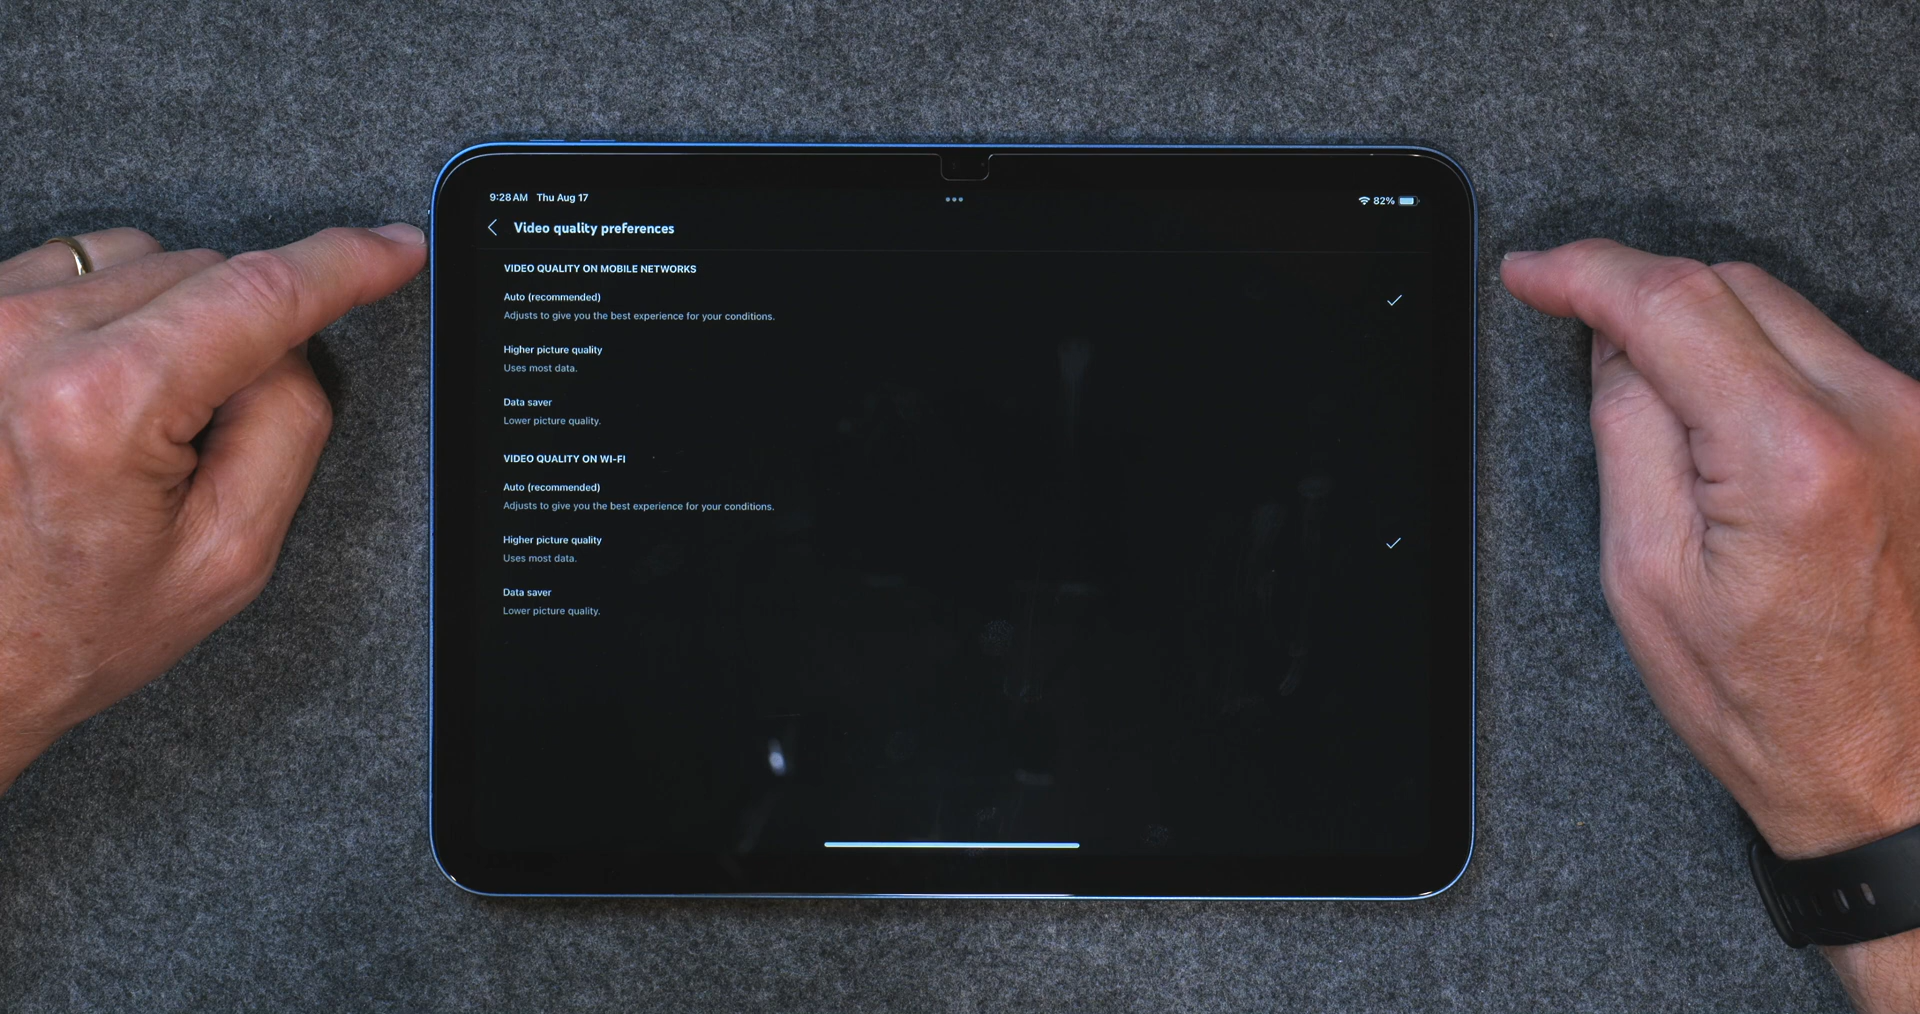 9:28 AM Thu Aug 17
82%
Video quality preferences
VIDEO QUALITY ON MOBILE NETWORKS
Auto (recommended)
Adjusts to give you the best experience for your conditions.
Higher picture quality
Uses most data.
Data saver
Lower picture quality.
VIDEO QUALITY ON WI-FI
Auto (recommended)
Adjusts to give you the best experience for your conditions.
Higher picture quality
Uses most data.
Data saver
Lower picture quality.